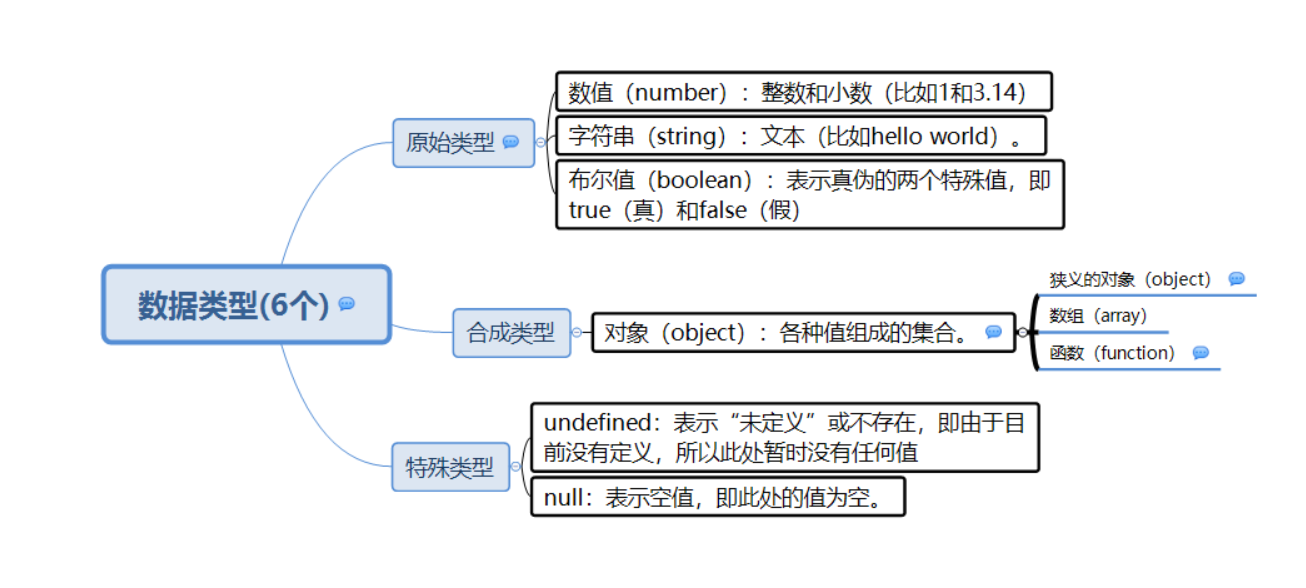 数据类型(6个)
原始类型
数值（number）：整数和小数（比如1和3.14）
字符串（string）：文本（比如hello world）。
布尔值（boolean）：表示真伪的两个特殊值，即
true（真）和false（假）
合成类型
对象（object）：各种值组成的集合。
狭义的对象（object）
数组（array）
函数（function）
特殊类型
undefined：表示“未定义”或不存在，即由于目
前没有定义，所以此处暂时没有任何值
null：表示空值，即此处的值为空。